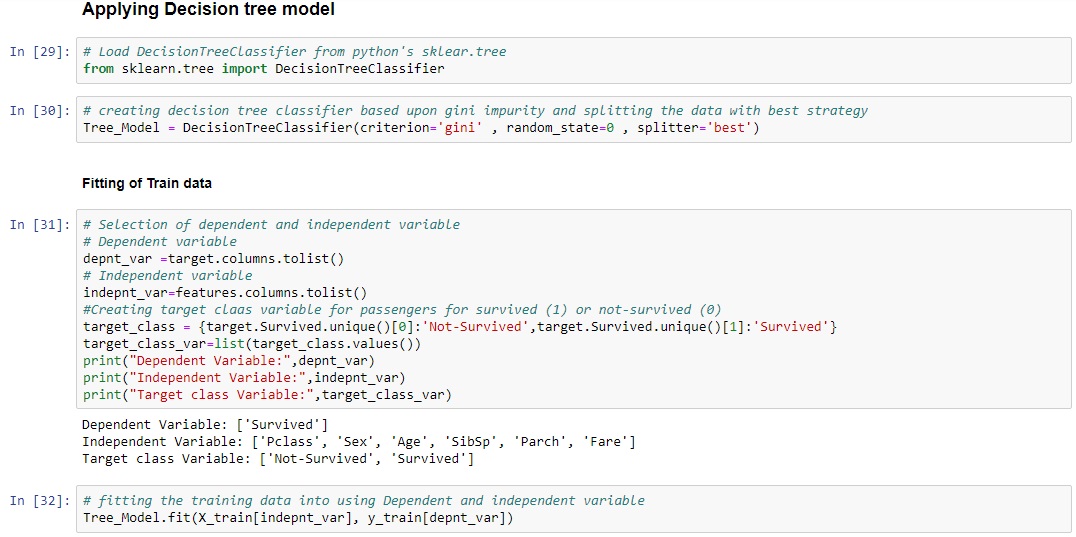 Applying Decision tree model
In [29]: # Load DecisionTreeClassifier from python's sklear.tree
from sklearn.tree import DecisionTreeClassifier
In [30]: # creating decision tree classifier based upon gini impurity and splitting the data with best strategy
Tree_Model = DecisionTreeClassifier(criterion='gini' , random_state=0 , splitter='best')
Fitting of Train data
In [31]: # Selection of dependent and independent variable
# Dependent variable
depnt_var =target.columns.tolist()
# Independent variable
indepnt_var=features.columns.tolist()
#Creating target claas variable for passengers for survived (1) or not-survived (0)
target_class = {target.Survived.unique()[0]:'Not-Survived',target.Survived.unique()[1]:'Survived'}
target_class_var=list(target_class.values())
print("Dependent Variable:",depnt_var)
print("Independent Variable:",indepnt_var)
print("Target class Variable:",target_class_var)
Dependent Variable: ['Survived']
Independent Variable: ['Pclass', 'Sex', 'Age', 'SibSp', 'Parch', 'Fare']
Target class Variable: ['Not-Survived', 'Survived']
In [32]: # fitting the training data into using Dependent and independent variable
Tree_Model.fit(X_train[indepnt_var], y_train[depnt_var])